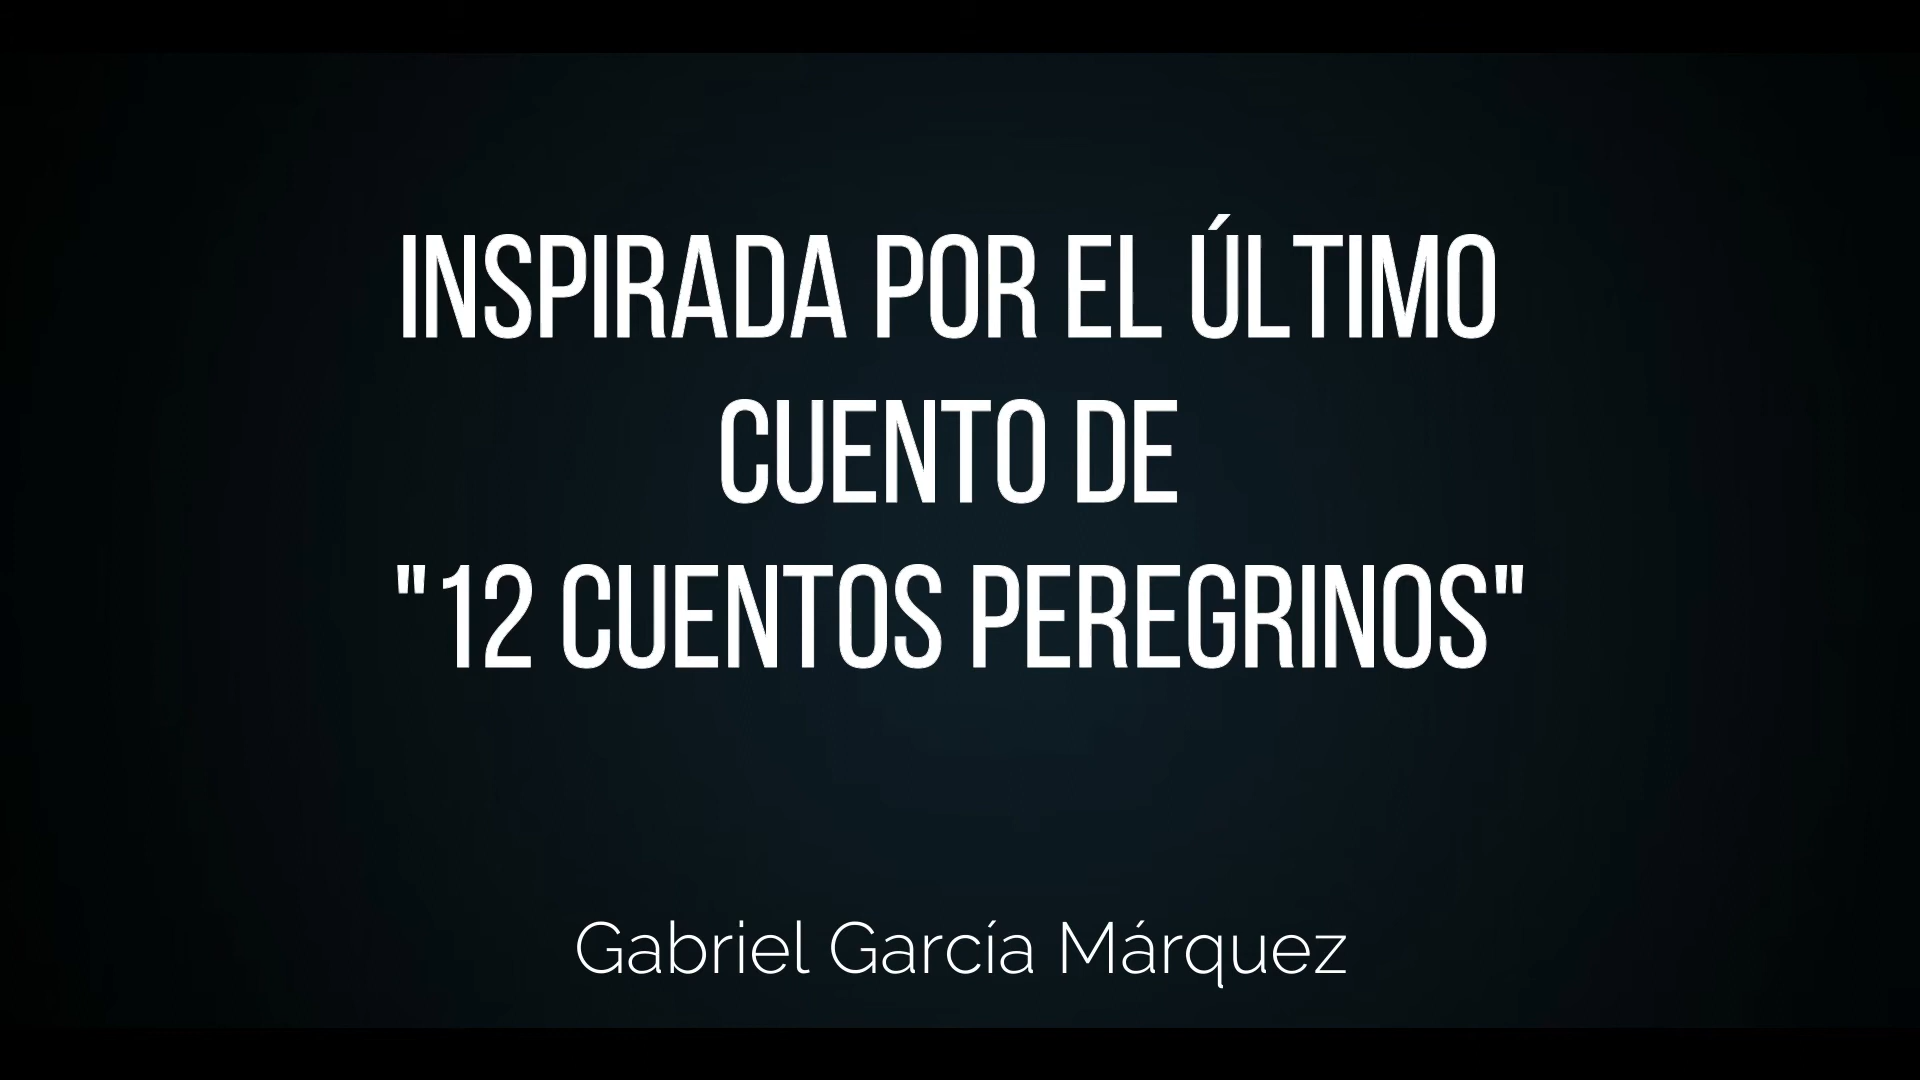 INSPIRADA POR EL ÚLTIMO
CUENTO DE
"12 CUENTOS PEREGRINOS"
Gabriel García Márquez